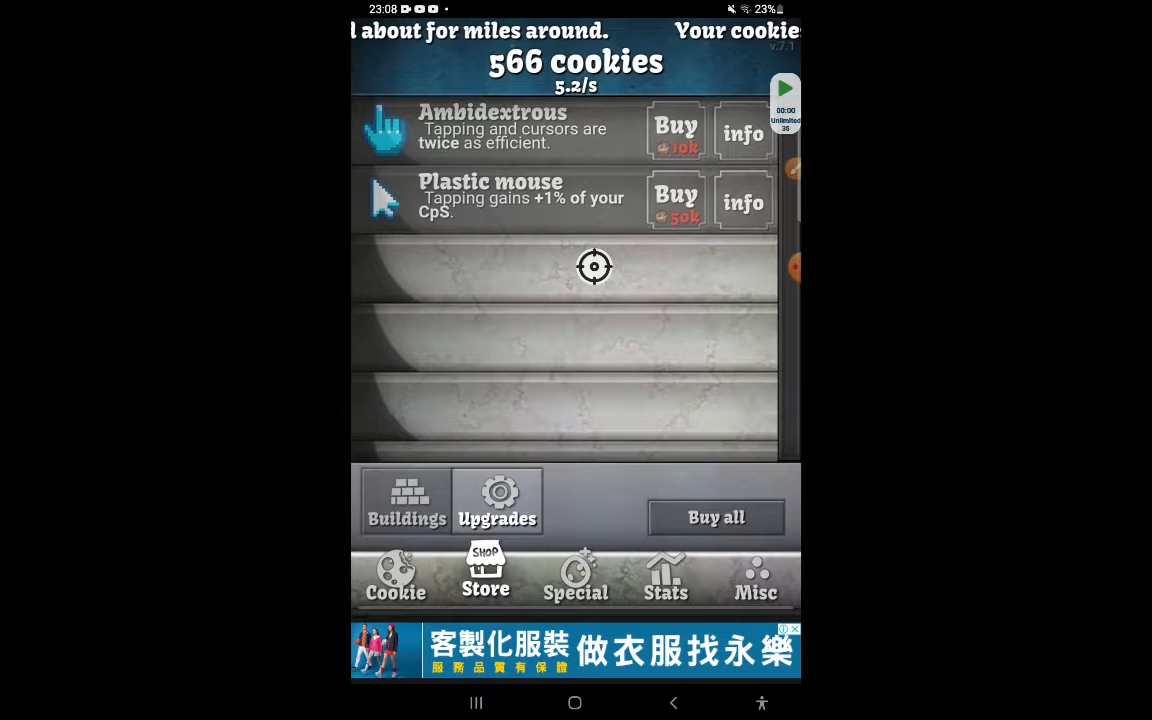 23:08
23%
d about for miles around. Your cookies
v.7.1
566 cookies
5.2/s
00:00
Unlimited
35
Ambidextrous
Tapping and cursors are
twice as efficient.
Buy
10k
info
Plastic mouse
Tapping gains +1% of your
CpS.
Buy
50k
info
Buildings
Upgrades
Buy all
SHOP
Cookie
Store
Special
Stats
Misc
客製化服裝
服務品質有保證
做衣服找永樂